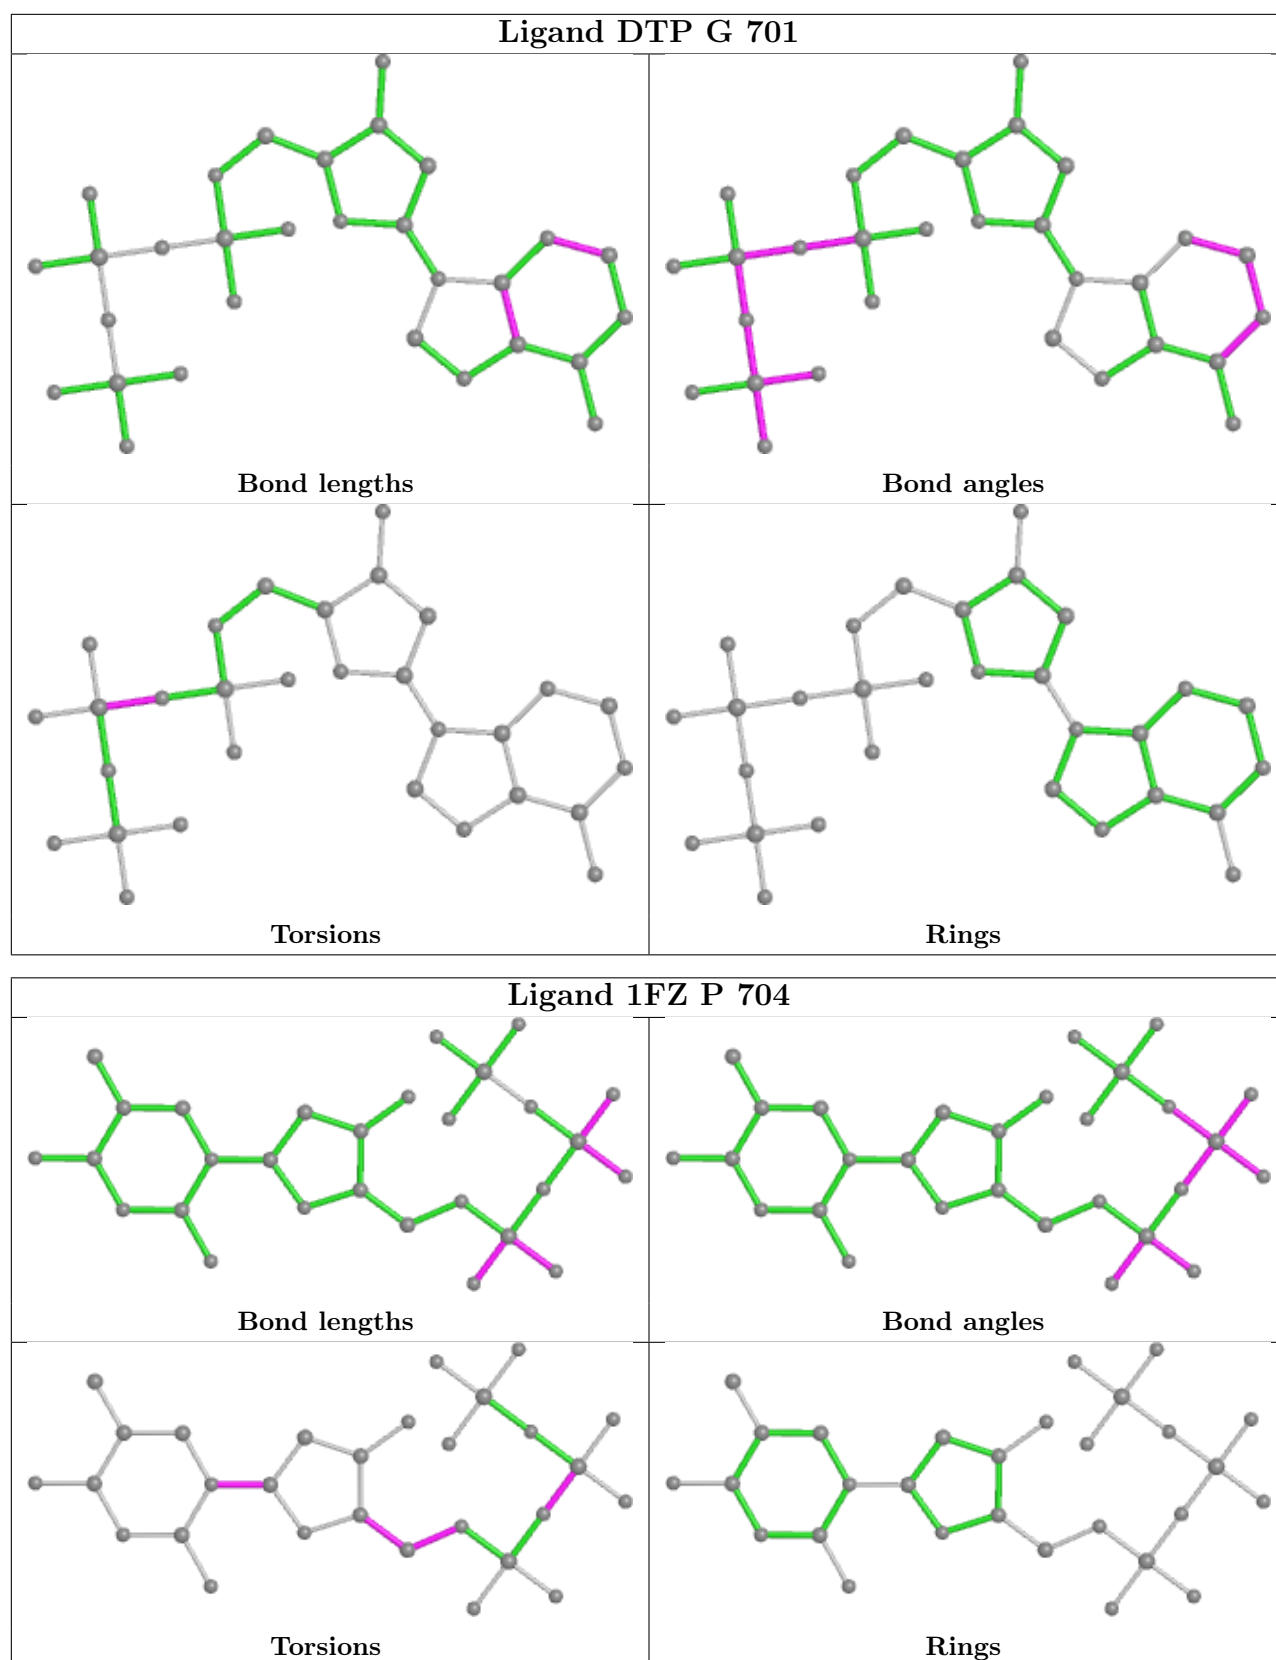 Ligand DTP G 701
Bond lengths
Bond angles
Torsions
Rings
Ligand 1FZ P 704
Bond lengths
Bond angles
Torsions
Rings